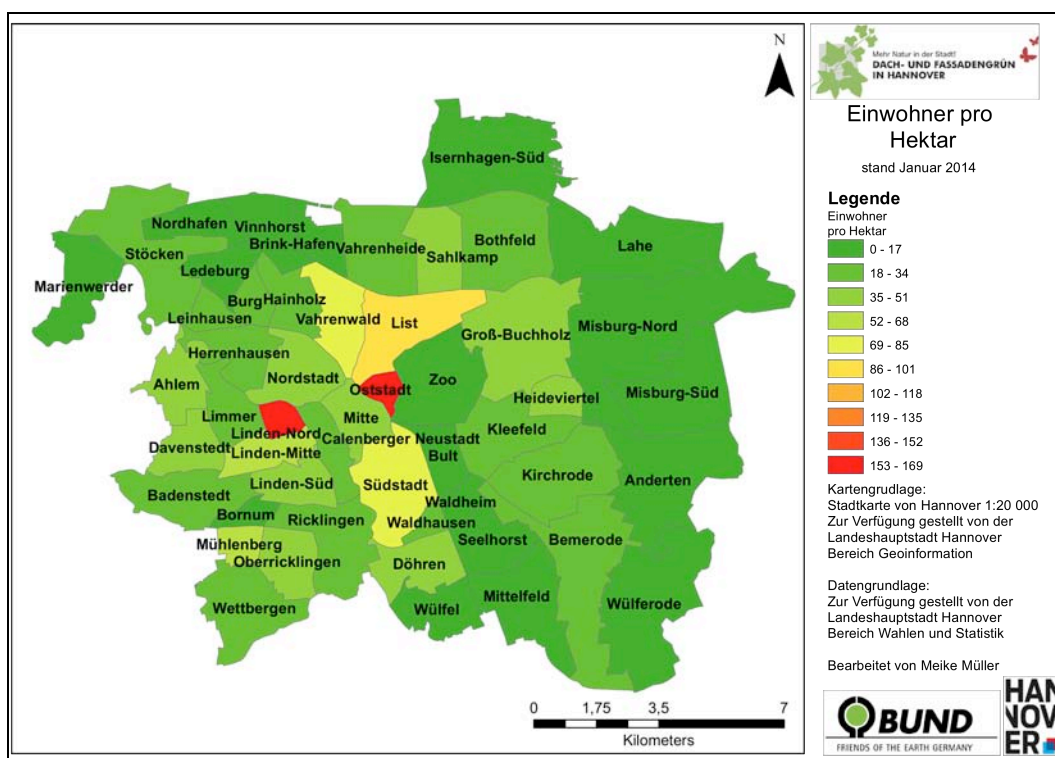 N
Isernhagen-Süd
Nordhafen
Vinnhorst
Brink-Hafen
Vahrenheide
Bothfeld
Sahlkamp
Lahe
Stöcken
Ledeburg
Marienwerder
Burg
Hainholz
Leinhausen
Vahrenwald
List
Groß-Buchholz
Misburg-Nord
Herrenhausen
Nordstadt
Ahlem
Oststadt
Zoo
Heideviertel
Misburg-Süd
Limmer
Mitte
Linden-Nord
Calenberger Neustadt
Kleefeld
Davenstedt
Linden-Mitte
Bult
Linden-Süd
Südstadt
Kirchrode
Anderten
Badenstedt
Waldheim
Bornum
Ricklingen
Waldhausen
Seelhorst
Bemerode
Mühlenberg
Oberricklingen
Döhren
Wettbergen
Wülfel
Mittelfeld
Wülferode
0 1,75 3,5 7
Kilometers
Mehr Natur in der Stadt!
DACH- UND FASSADENGRÜN
IN HANNOVER
Einwohner pro
Hektar
stand Januar 2014
Legende
Einwohner
pro Hektar
0 - 17
18 - 34
35 - 51
52 - 68
69 - 85
86 - 101
102 - 118
119 - 135
136 - 152
153 - 169
Kartengrudlage:
Stadtkarte von Hannover 1:20 000
Zur Verfügung gestellt von der
Landeshauptstadt Hannover
Bereich Geoinformation
Datengrundlage:
Zur Verfügung gestellt von der
Landeshauptstadt Hannover
Bereich Wahlen und Statistik
Bearbeitet von Meike Müller
BUND
FRIENDS OF THE EARTH GERMANY
HAN
NOV
ER